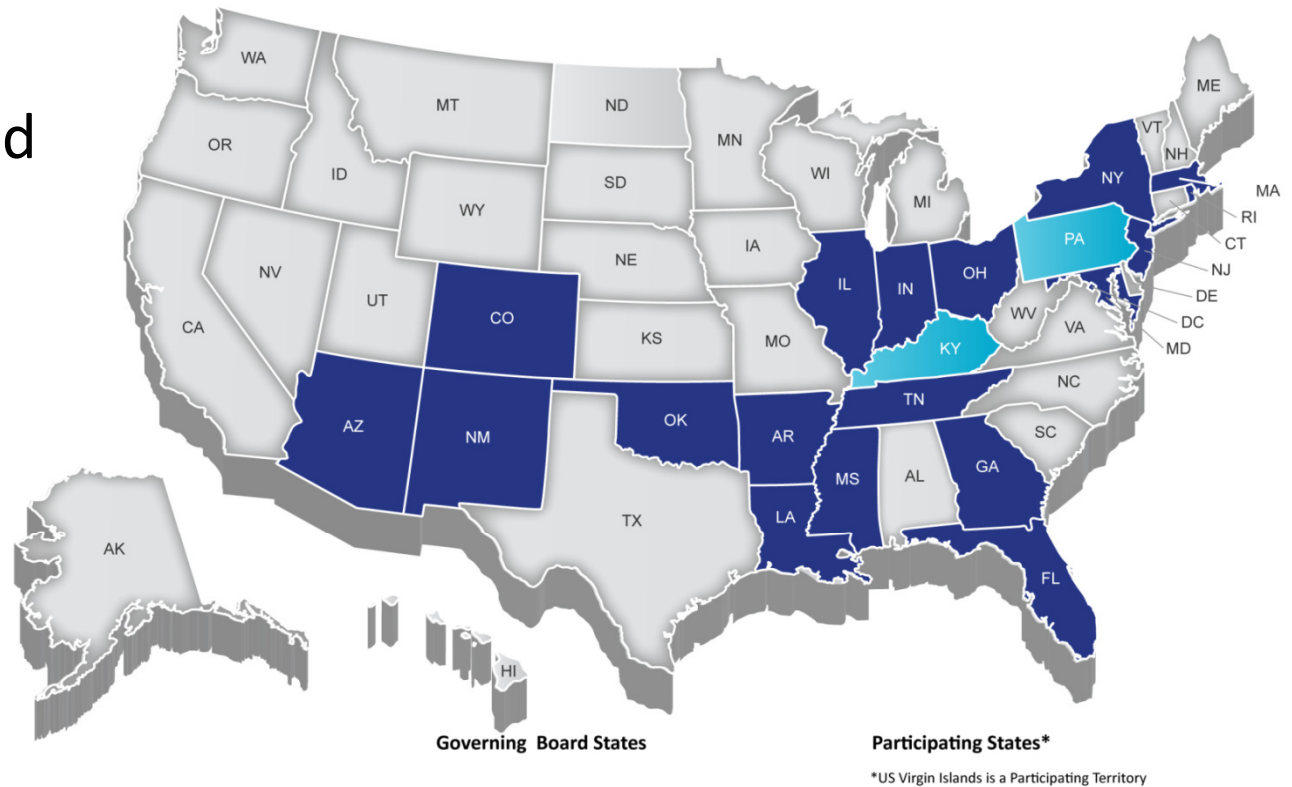 d
WA
MT
ND
MN
ME
VT
NH
OR
ID
SD
WI
MI
NY
MA
WY
RI
CT
PA
NJ
IA
NE
NV
UT
CO
IL
IN
OH
DE
DC
MD
CA
KS
MO
WV
VA
KY
NC
TN
AZ
NM
OK
AR
SC
MS
AL
GA
TX
LA
AK
FL
HI
Governing Board States
Participating States*
*US Virgin Islands is a Participating Territory